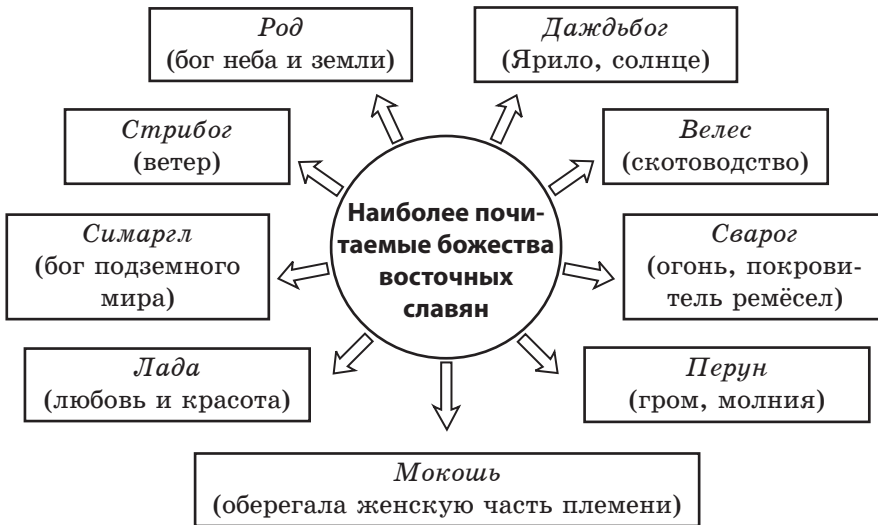 Род
(бог неба и земли)
Даждьбог
(Ярило, солнце)
Стрибог
(ветер)
Велес
(скотоводство)
Наиболее почи-
таемые божества
восточных
славян
Симаргл
(бог подземного
мира)
Сварог
(огонь, покрови-
тель ремёсел)
Лада
(любовь и красота)
Перун
(гром, молния)
Мокошь
(оберегала женскую часть племени)